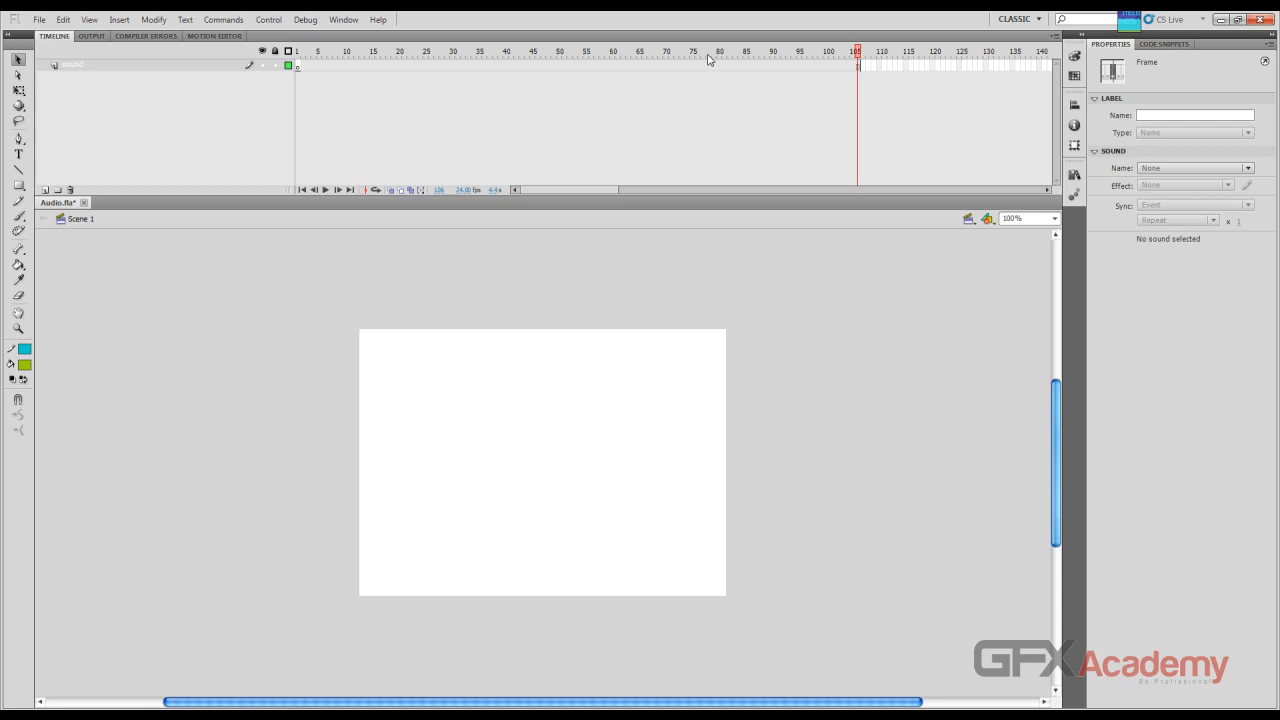 Fl File Edit View Insert Modify Text Commands Control Debug Window Help CLASSIC CS Live
TIMELINE OUTPUT COMPILER ERRORS MOTION EDITOR
1 5 10 15 20 25 30 35 40 45 50 55 60 65 70 75 80 85 90 95 100 110 115 120 125 130 135 140
sound
106 24.00 fps 4.4 s
Audio.fla*
Scene 1
100%
PROPERTIES CODE SNIPPETS
Frame
LABEL
Name:
Type: Name
SOUND
Name: None
Effect: None
Sync: Event
Repeat x 1
No sound selected
GFXAcademy
Be Professional